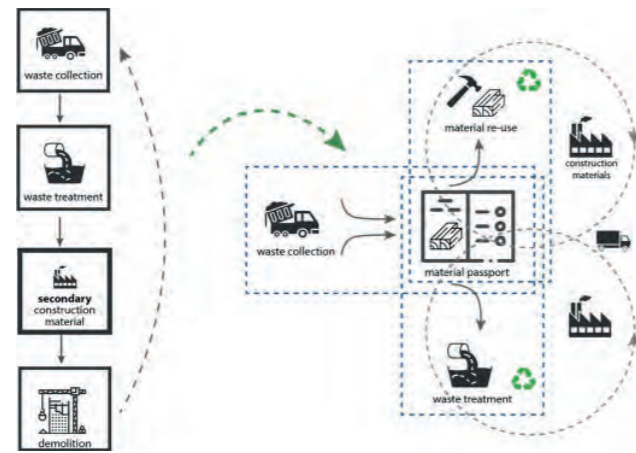 waste collection
waste treatment
secondary
construction
material
demolition
material re-use
construction
materials
waste collection
material passport
waste treatment